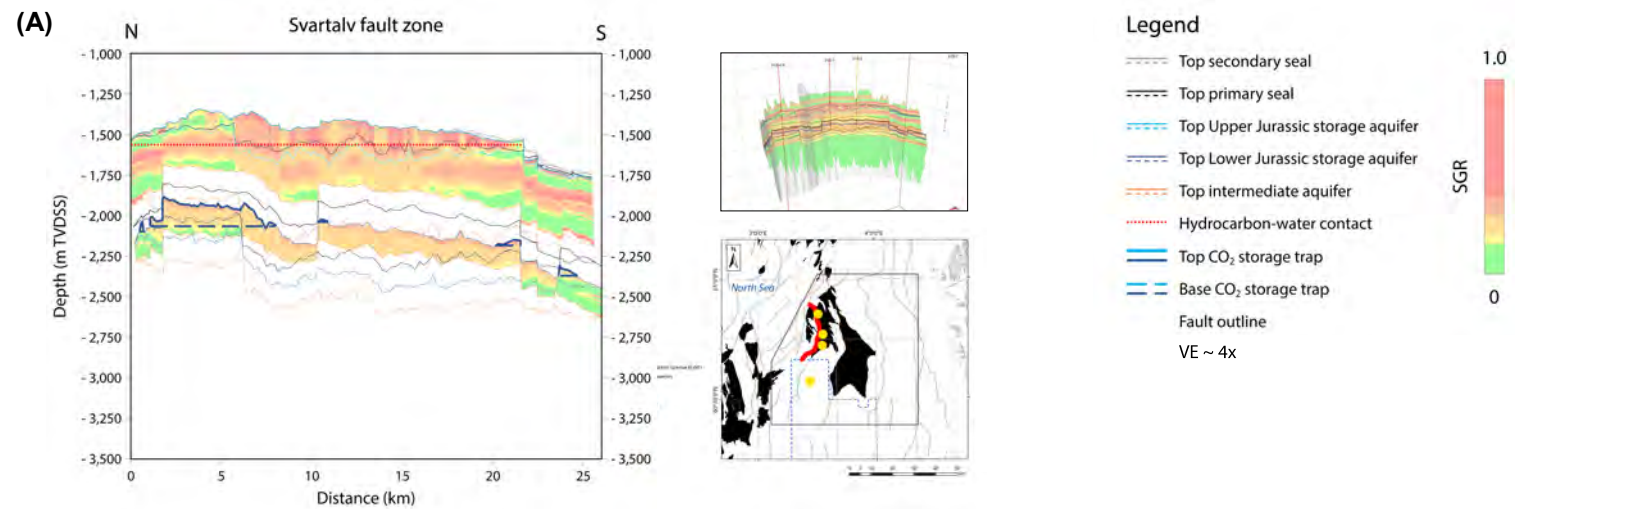 (A)
Svartalv fault zone
N
S
- 1,000
- 1,250
- 1,500
- 1,750
- 2,000
- 2,250
- 2,500
- 2,750
- 3,000
- 3,250
- 3,500
Depth (m TVDSS)
- 1,000
- 1,250
- 1,500
- 1,750
- 2,000
- 2,250
- 2,500
- 2,750
- 3,000
- 3,250
- 3,500
0
5
10
15
20
25
Distance (km)
North Sea
Legend
Top secondary seal
Top primary seal
Top Upper Jurassic storage aquifer
Top Lower Jurassic storage aquifer
Top intermediate aquifer
Hydrocarbon-water contact
Top CO₂ storage trap
Base CO₂ storage trap
Fault outline
VE ~ 4x
1.0
SGR
0